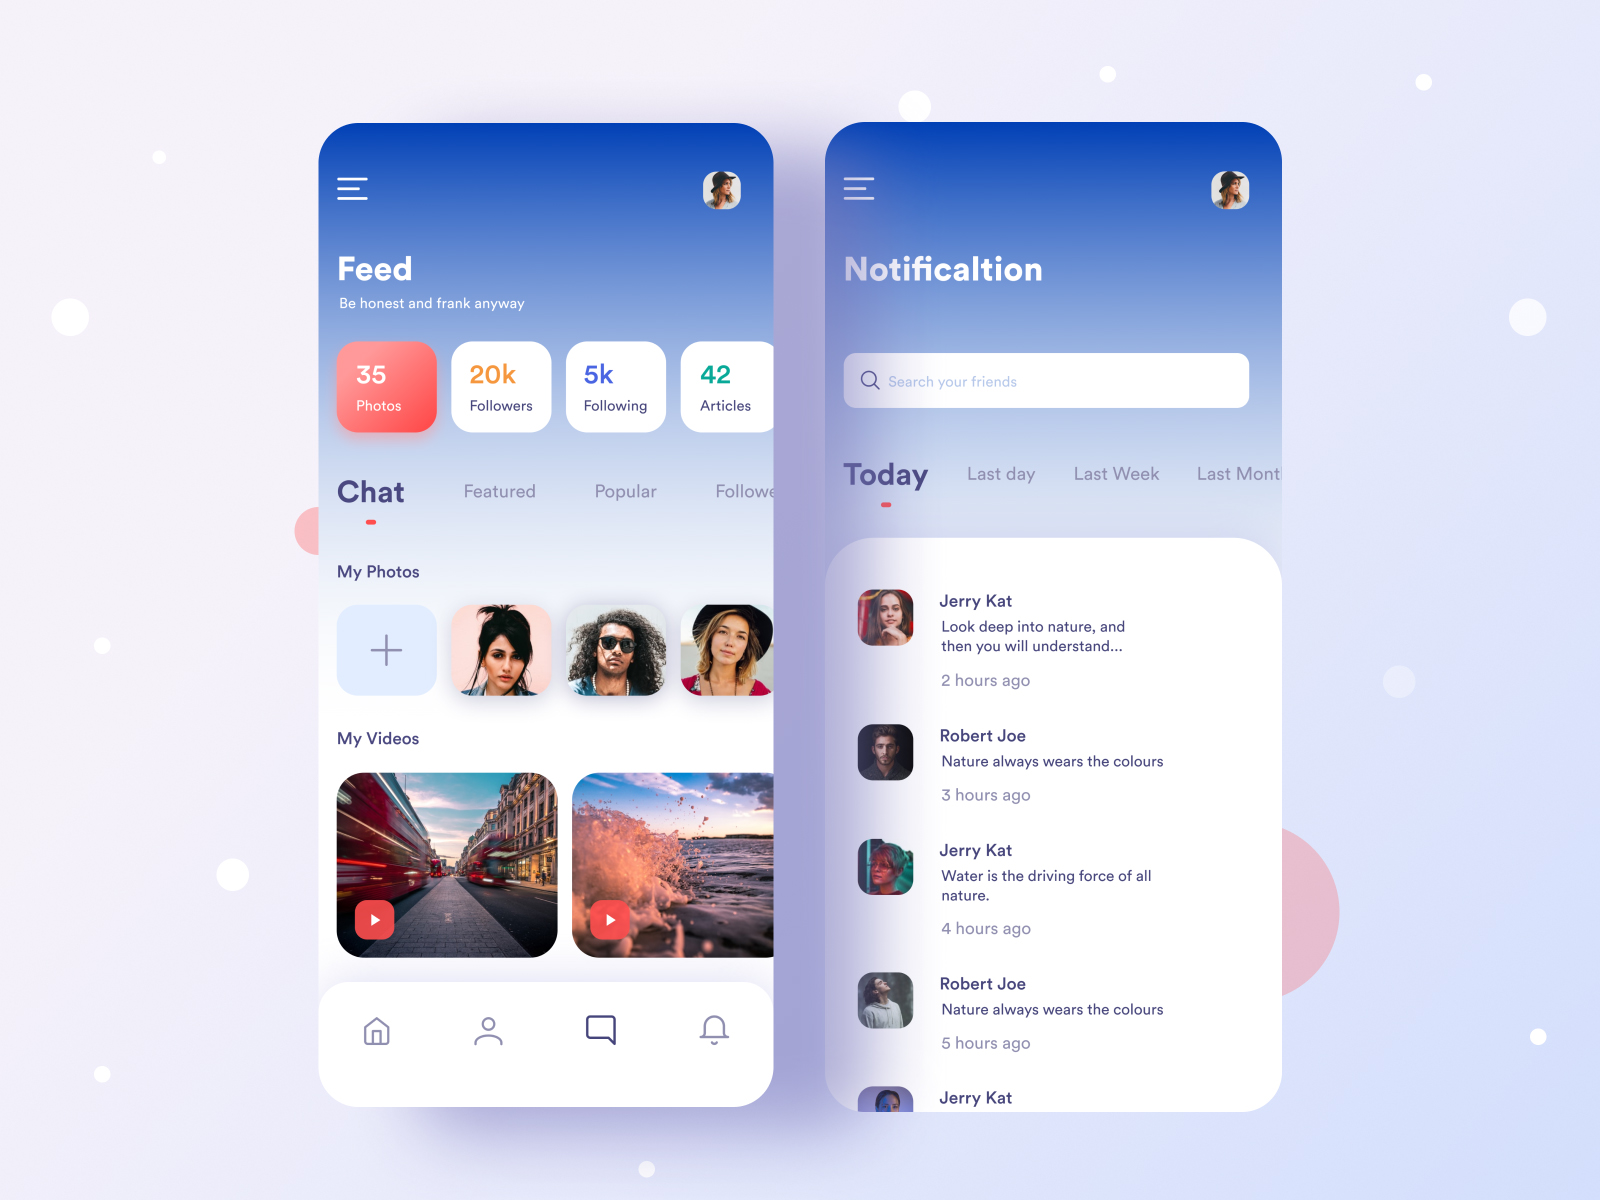 Feed
Be honest and frank anyway
35
Photos
20k
Followers
5k
Following
42
Articles
Chat
Featured
Popular
Followe
My Photos
My Videos
Notificaltion
Search your friends
Today
Last day
Last Week
Last Mont
Jerry Kat
Look deep into nature, and
then you will understand...
2 hours ago
Robert Joe
Nature always wears the colours
3 hours ago
Jerry Kat
Water is the driving force of all
nature.
4 hours ago
Robert Joe
Nature always wears the colours
5 hours ago
Jerry Kat